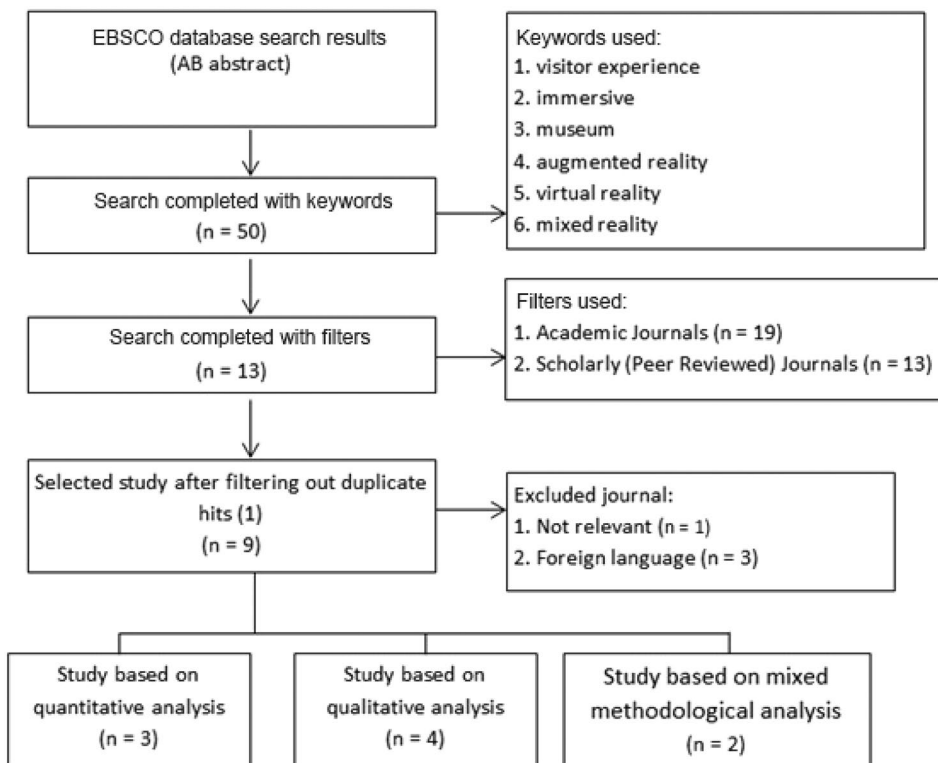 EBSCO database search results
(AB abstract)
Keywords used:
1. visitor experience
2. immersive
3. museum
4. augmented reality
5. virtual reality
6. mixed reality
Search completed with keywords
(n = 50)
Search completed with filters
(n = 13)
Filters used:
1. Academic Journals (n = 19)
2. Scholarly (Peer Reviewed) Journals (n = 13)
Selected study after filtering out duplicate
hits (1)
(n = 9)
Excluded journal:
1. Not relevant (n = 1)
2. Foreign language (n = 3)
Study based on
quantitative analysis
(n = 3)
Study based on
qualitative analysis
(n = 4)
Study based on mixed
methodological analysis
(n = 2)